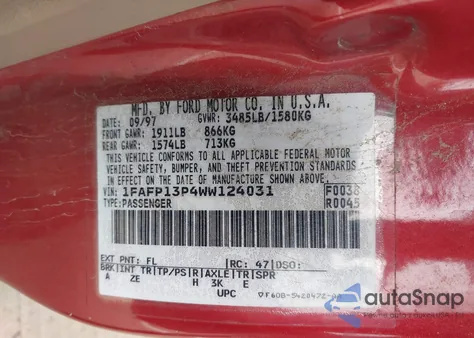 MFD. BY FORD MOTOR CO. IN U.S.A.
DATE: 09/97 GVWR: 3485LB/1580KG
FRONT GAWR: 1911LB 866KG
REAR GAWR: 1574LB 713KG
THIS VEHICLE CONFORMS TO ALL APPLICABLE FEDERAL MOTOR
VEHICLE SAFETY, BUMPER, AND THEFT PREVENTION STANDARDS
IN EFFECT ON THE DATE OF MANUFACTURE SHOWN ABOVE.
VIN: 1FAFP13P4WW124031 F0038
TYPE: PASSENGER R0045
EXT PNT: FL RC: 47 DSO:
BRK INT TR TP/PS R AXLE TR SPR
A ZE H 3K E
UPC
autoSnap